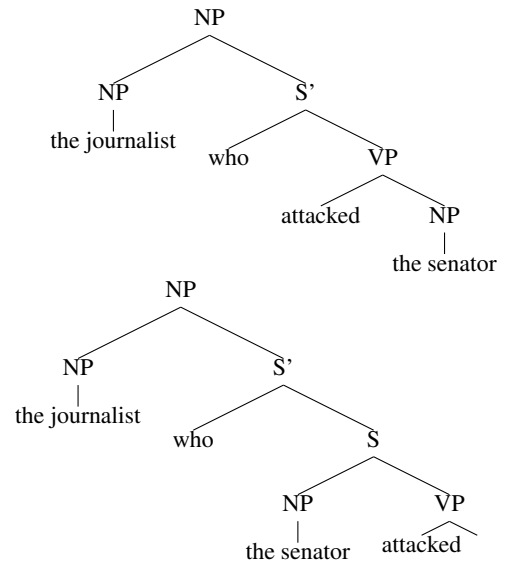 NP
NP S’
the journalist
who VP
attacked NP
the senator
NP
NP S’
the journalist
who S
NP VP
the senator attacked